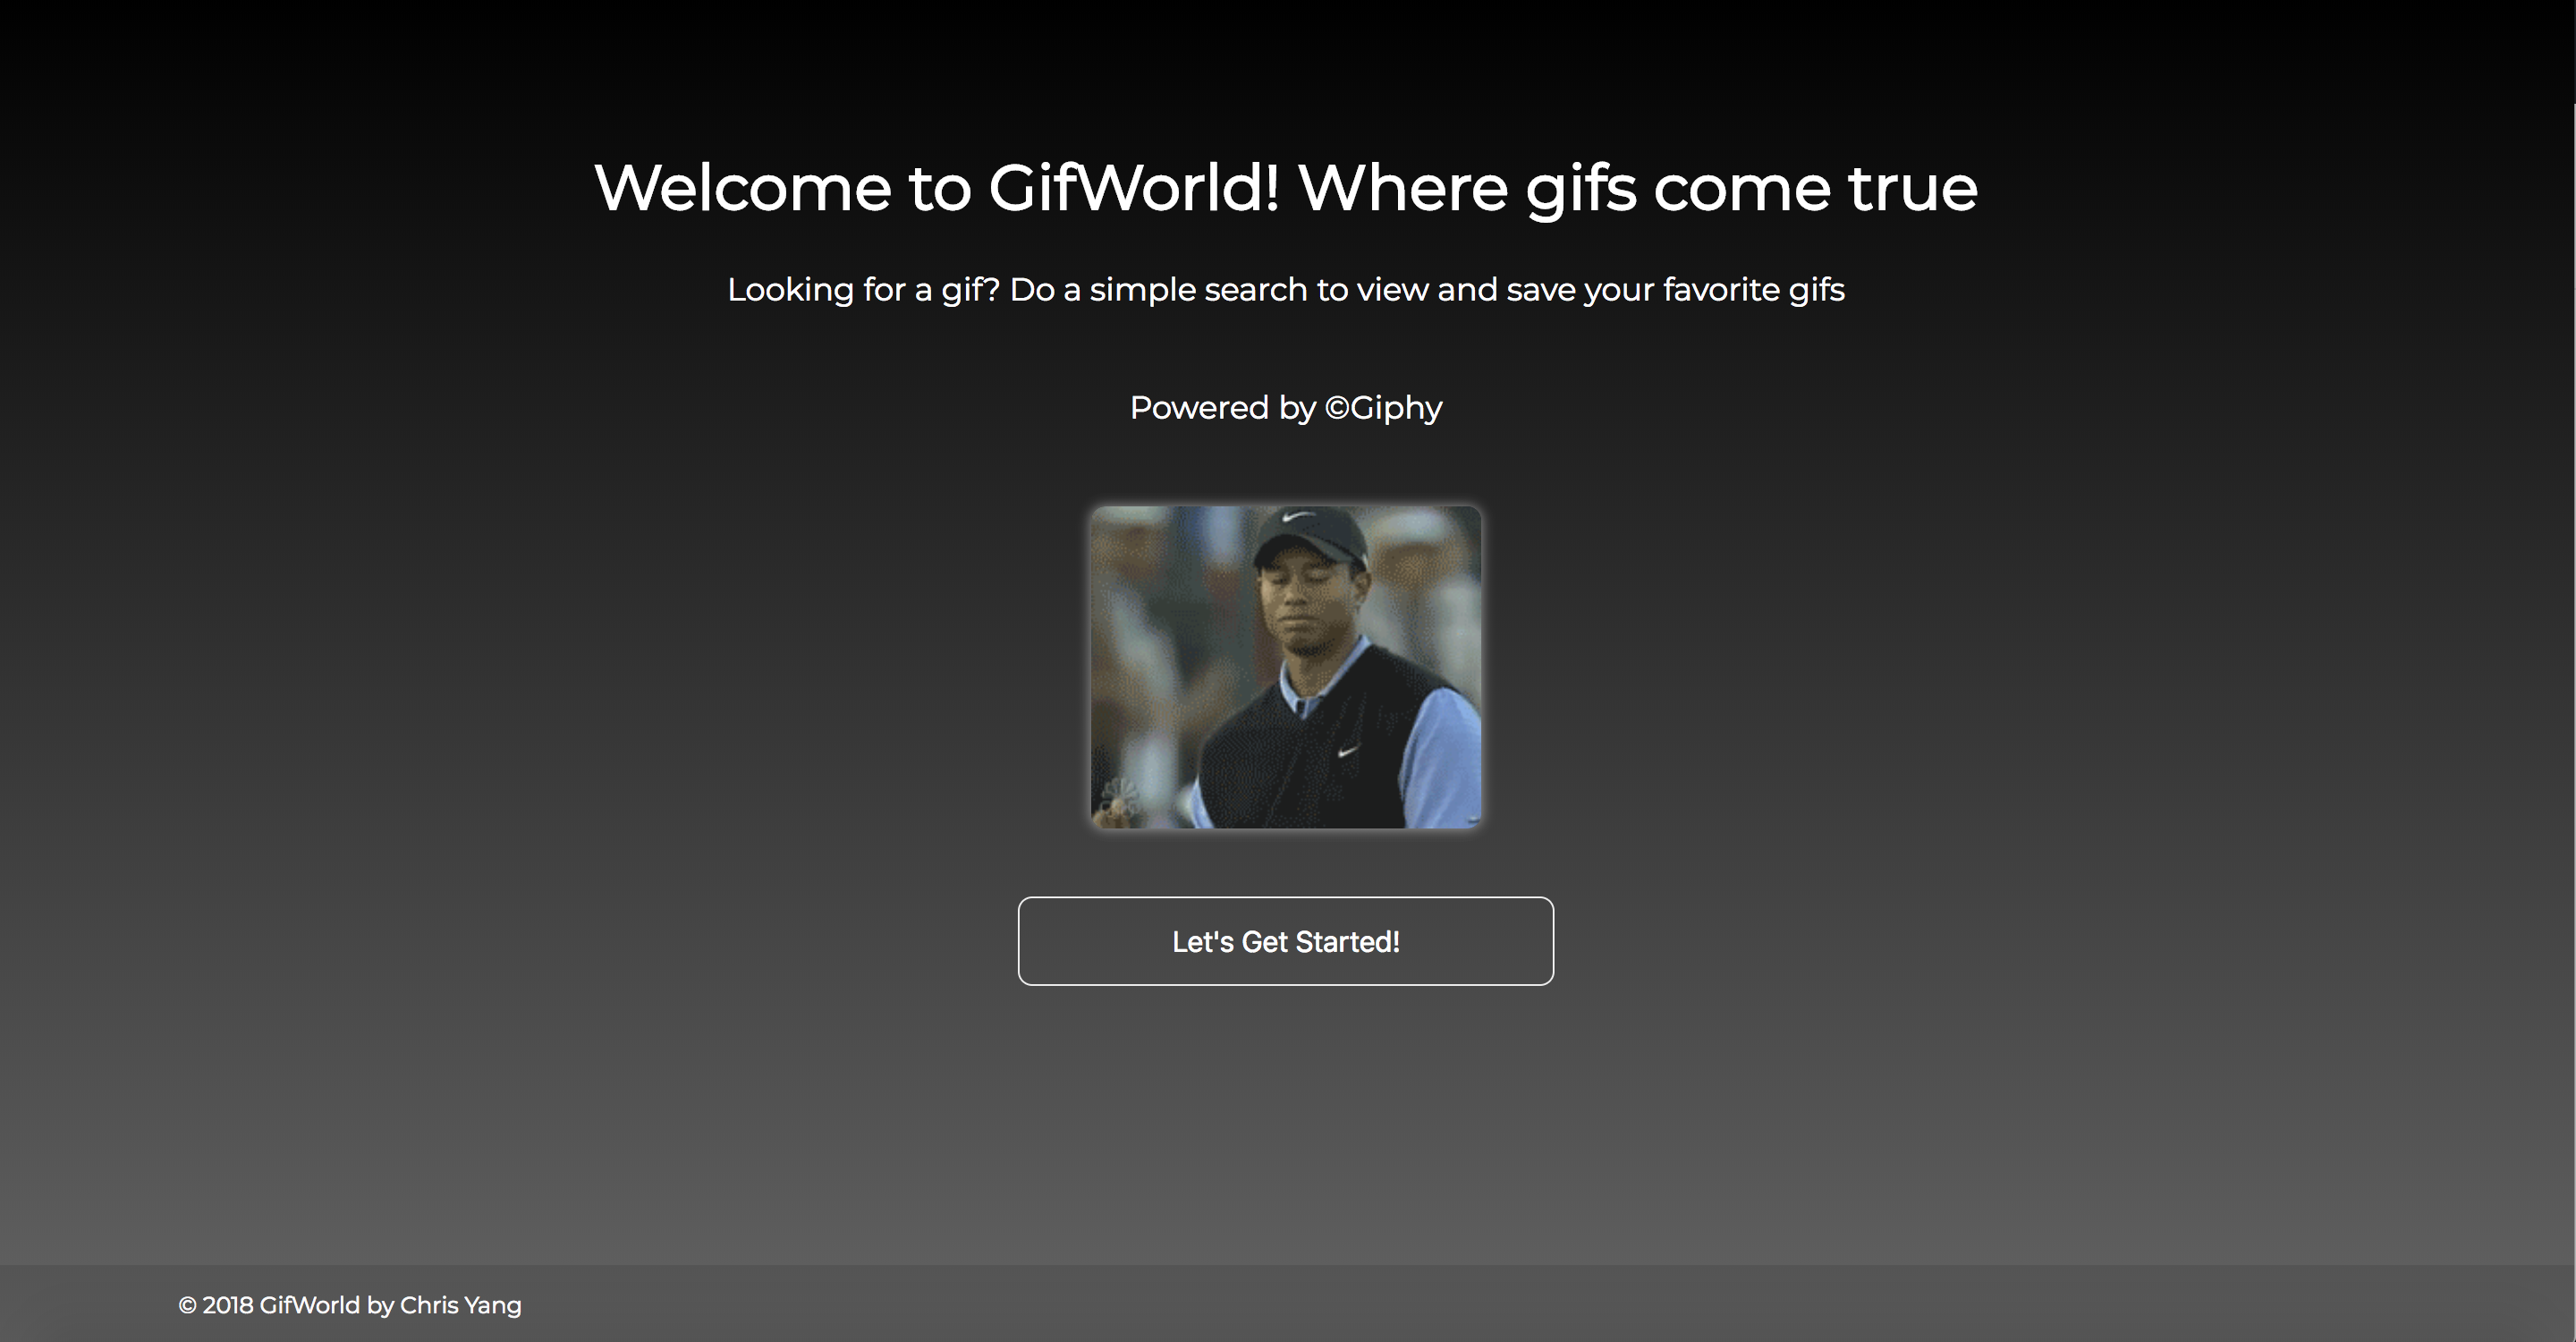 Welcome to GifWorld! Where gifs come true
Looking for a gif? Do a simple search to view and save your favorite gifs
Powered by ©Giphy
Let's Get Started!
© 2018 GifWorld by Chris Yang